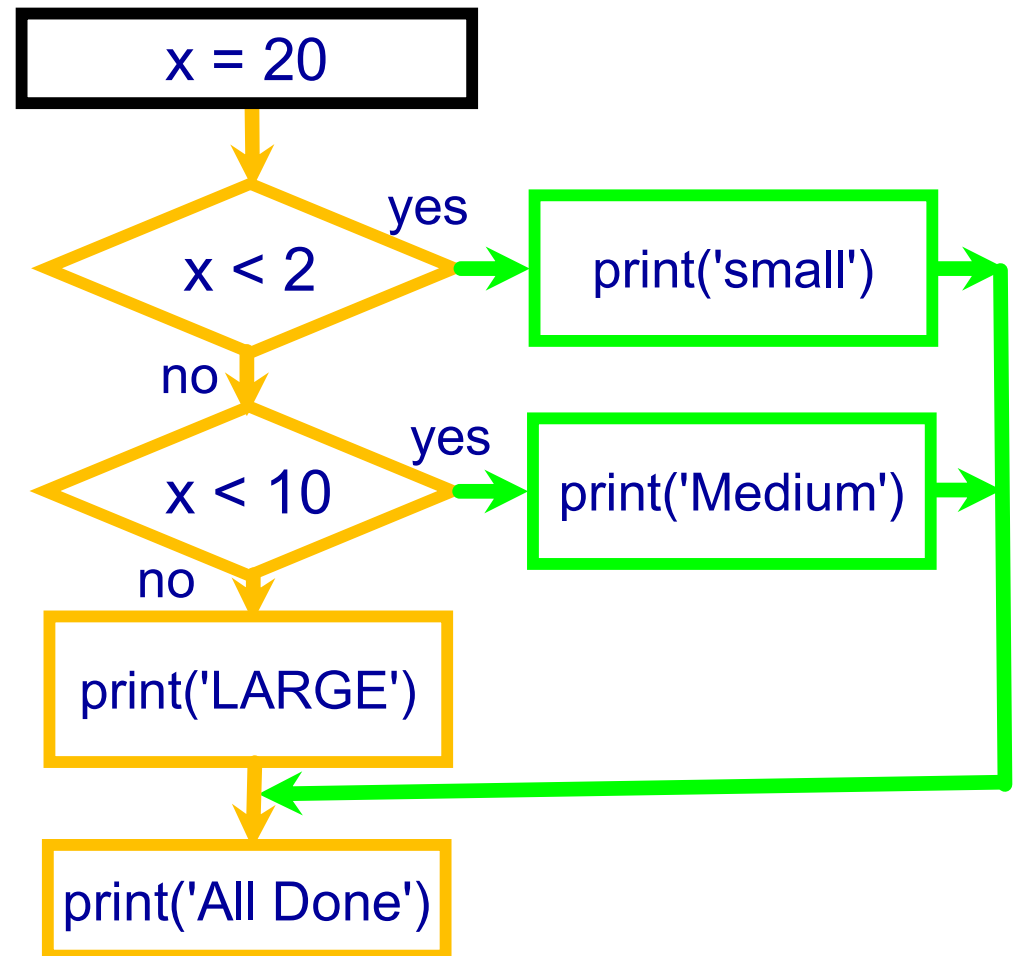 x = 20
yes
x < 2
print('small')
no
yes
x < 10
print('Medium')
no
print('LARGE')
print('All Done')